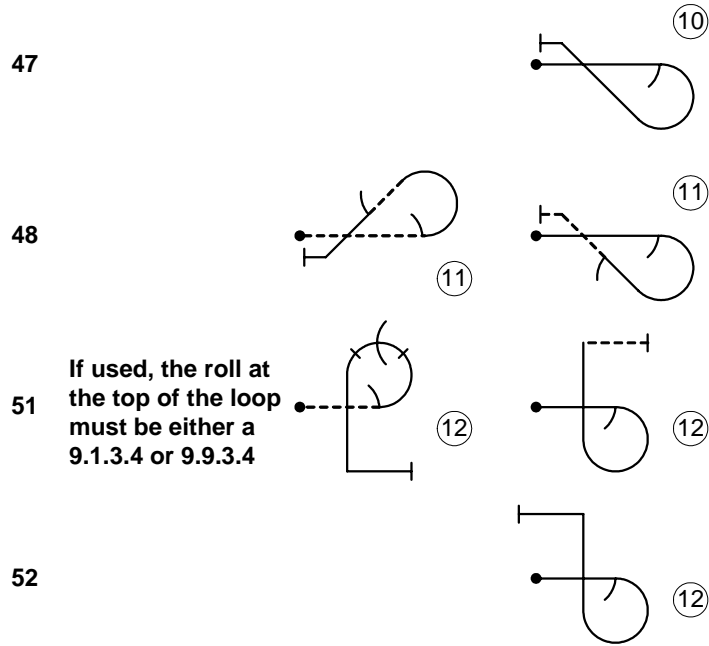 10
47
11
48
11
If used, the roll at
the top of the loop
51
must be either a
12
12
9.1.3.4 or 9.9.3.4
52
12